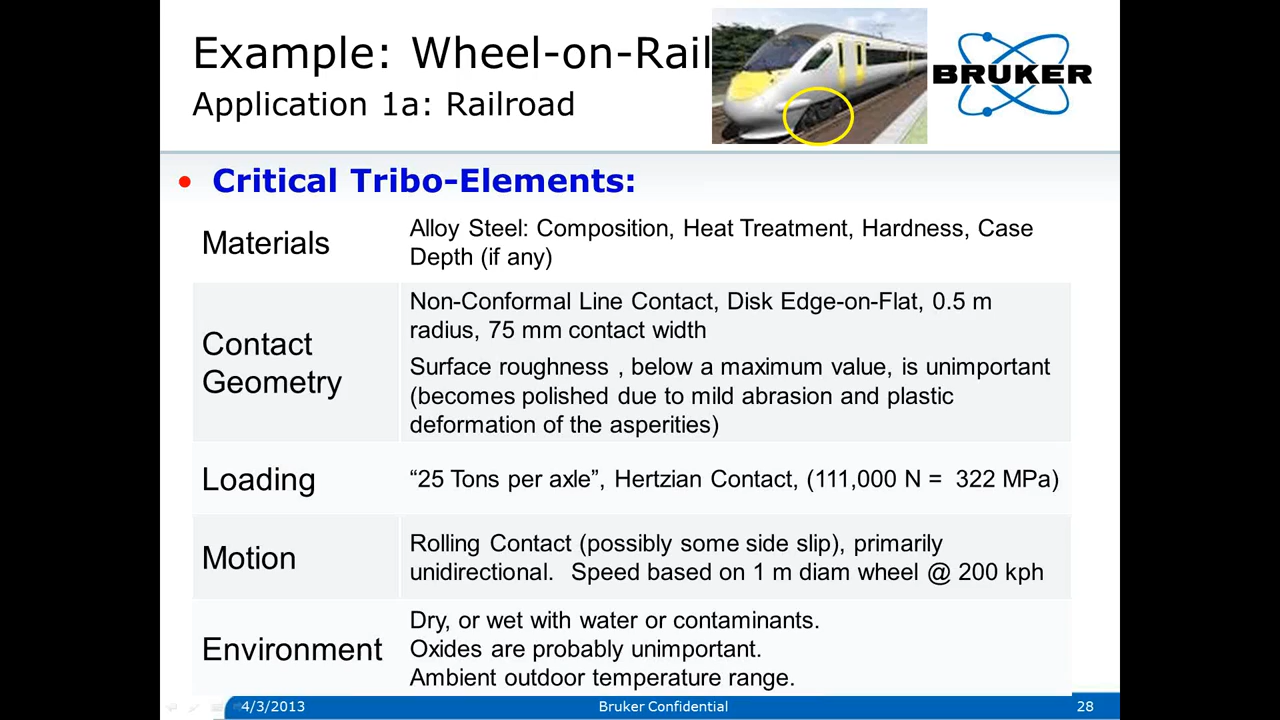 Example: Wheel-on-Rail
Application 1a: Railroad
BRUKER
• Critical Tribo-Elements:
Materials
Alloy Steel: Composition, Heat Treatment, Hardness, Case
Depth (if any)
Contact
Geometry
Non-Conformal Line Contact, Disk Edge-on-Flat, 0.5 m
radius, 75 mm contact width
Surface roughness , below a maximum value, is unimportant
(becomes polished due to mild abrasion and plastic
deformation of the asperities)
Loading
“25 Tons per axle”, Hertzian Contact, (111,000 N =  322 MPa)
Motion
Rolling Contact (possibly some side slip), primarily
unidirectional.  Speed based on 1 m diam wheel @ 200 kph
Environment
Dry, or wet with water or contaminants.
Oxides are probably unimportant.
Ambient outdoor temperature range.
4/3/2013
Bruker Confidential
28